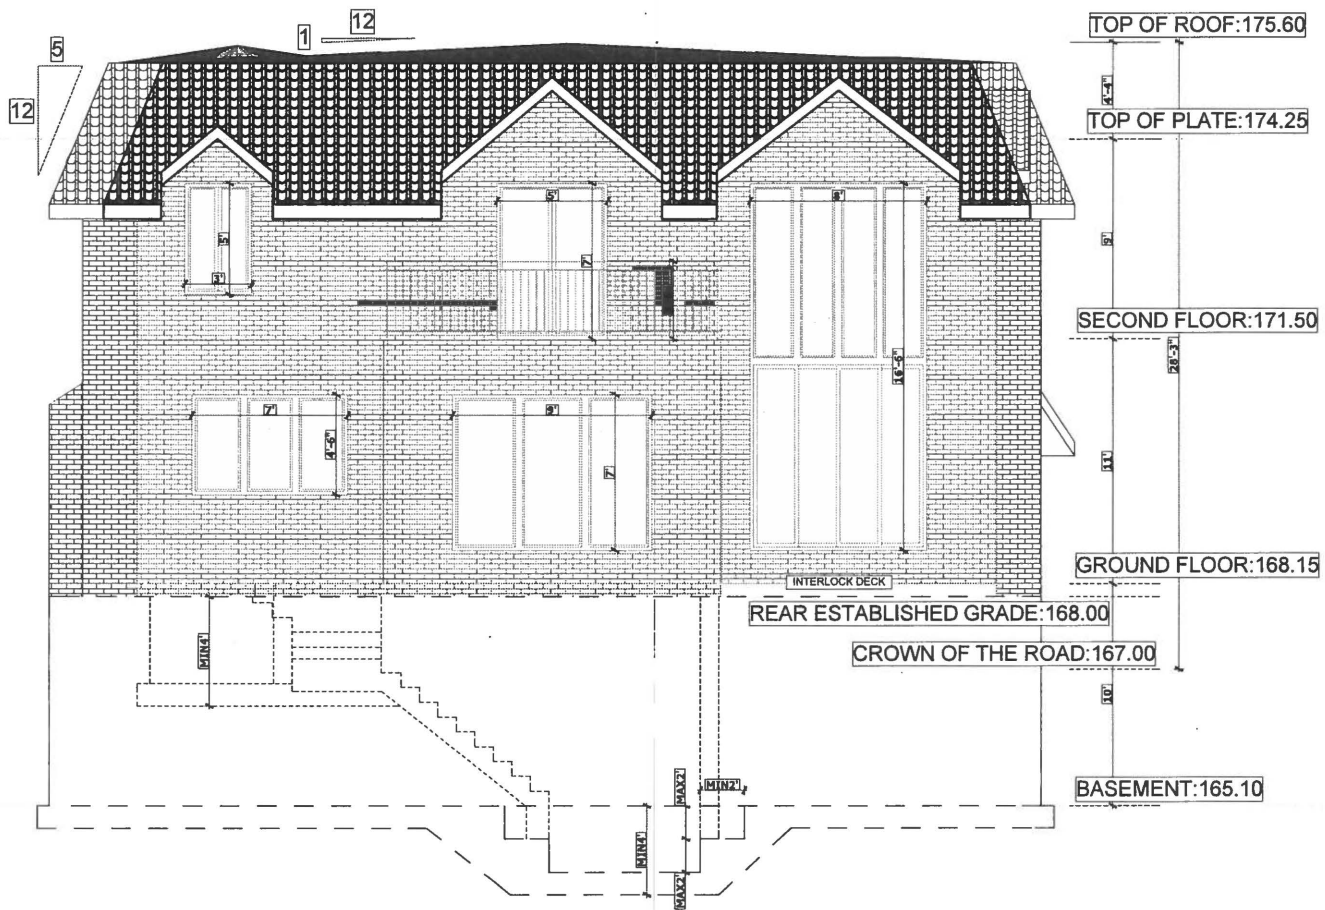 12
1
TOP OF ROOF:175.60
5
12
4'-4"
TOP OF PLATE:174.25
5'
3'
5'
7'
8'
16'-6"
9'
SECOND FLOOR:171.50
28'-3"
7'
4'-6"
9'
7'
11'
GROUND FLOOR:168.15
INTERLOCK DECK
REAR ESTABLISHED GRADE:168.00
CROWN OF THE ROAD:167.00
MIN4'
10'
MAX2'
MIN2'
BASEMENT:165.10
MIN4'
MAX2'